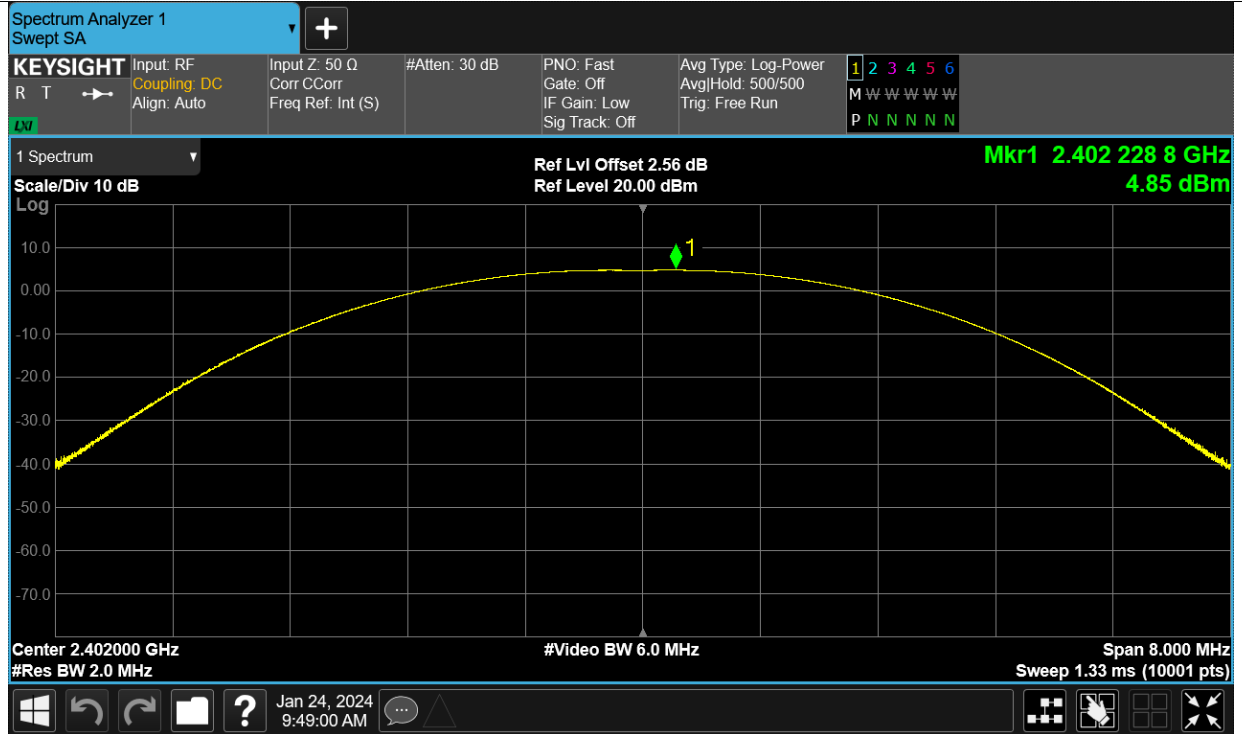 Spectrum Analyzer 1
Swept SA
KEYSIGHT
R T
LXI
Input: RF
Coupling: DC
Align: Auto
Input Z: 50 Ω
Corr CCorr
Freq Ref: Int (S)
#Atten: 30 dB
PNO: Fast
Gate: Off
IF Gain: Low
Sig Track: Off
Avg Type: Log-Power
Avg|Hold: 500/500
Trig: Free Run
1 2 3 4 5 6
M W W W W W
P N N N N N
1 Spectrum
Scale/Div 10 dB
Ref Lvl Offset 2.56 dB
Ref Level 20.00 dBm
Mkr1 2.402 228 8 GHz
4.85 dBm
Log
1
10.0
0.00
-10.0
-20.0
-30.0
-40.0
-50.0
-60.0
-70.0
Center 2.402000 GHz
#Res BW 2.0 MHz
#Video BW 6.0 MHz
Span 8.000 MHz
Sweep 1.33 ms (10001 pts)
?
Jan 24, 2024
9:49:00 AM